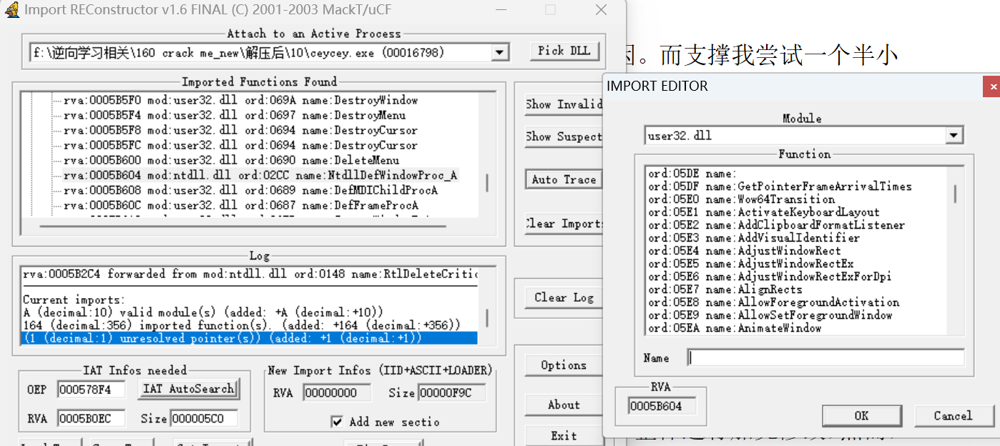 Import REConstructor v1.6 FINAL (C) 2001-2003 MackT/uCF
Attach to an Active Process
f:\逆向学习相关\160 crack me_new\解压后\10\ceycey.exe (00016798)
Pick DLL
。而支撑我尝试一个半小
Imported Functions Found
rva:0005B5F0 mod:user32.dll ord:069A name:DestroyWindow
rva:0005B5F4 mod:user32.dll ord:0697 name:DestroyMenu
rva:0005B5F8 mod:user32.dll ord:0694 name:DestroyCursor
rva:0005B5FC mod:user32.dll ord:0694 name:DestroyCursor
rva:0005B600 mod:user32.dll ord:0690 name:DeleteMenu
rva:0005B604 mod:ntdll.dll ord:02CC name:NtdllDefWindowProc_A
rva:0005B608 mod:user32.dll ord:0689 name:DefMDIChildProcA
rva:0005B60C mod:user32.dll ord:0687 name:DefFrameProcA
Show Invalid
Show Suspect
Auto Trace
Clear Import
Log
rva:0005B2C4 forwarded from mod:ntdll.dll ord:0148 name:RtlDeleteCritic
Current imports:
A (decimal:10) valid module(s) (added: +A (decimal:+10))
164 (decimal:356) imported function(s). (added: +164 (decimal:+356))
(1 (decimal:1) unresolved pointer(s)) (added: +1 (decimal:+1))
Clear Log
IAT Infos needed
OEP 000578F4 IAT AutoSearch
RVA 0005B0EC Size 000005C0
New Import Infos (IID+ASCII+LOADER)
RVA 00000000 Size 00000F9C
Add new sectio
Options
About
Exit
IMPORT EDITOR
Module
user32.dll
Function
ord:05DE name:
ord:05DF name:GetPointerFrameArrivalTimes
ord:05E0 name:Wow64Transition
ord:05E1 name:ActivateKeyboardLayout
ord:05E2 name:AddClipboardFormatListener
ord:05E3 name:AddVisualIdentifier
ord:05E4 name:AdjustWindowRect
ord:05E5 name:AdjustWindowRectEx
ord:05E6 name:AdjustWindowRectExForDpi
ord:05E7 name:AlignRects
ord:05E8 name:AllowForegroundActivation
ord:05E9 name:AllowSetForegroundWindow
ord:05EA name:AnimateWindow
Name
RVA
0005B604
OK
Cancel